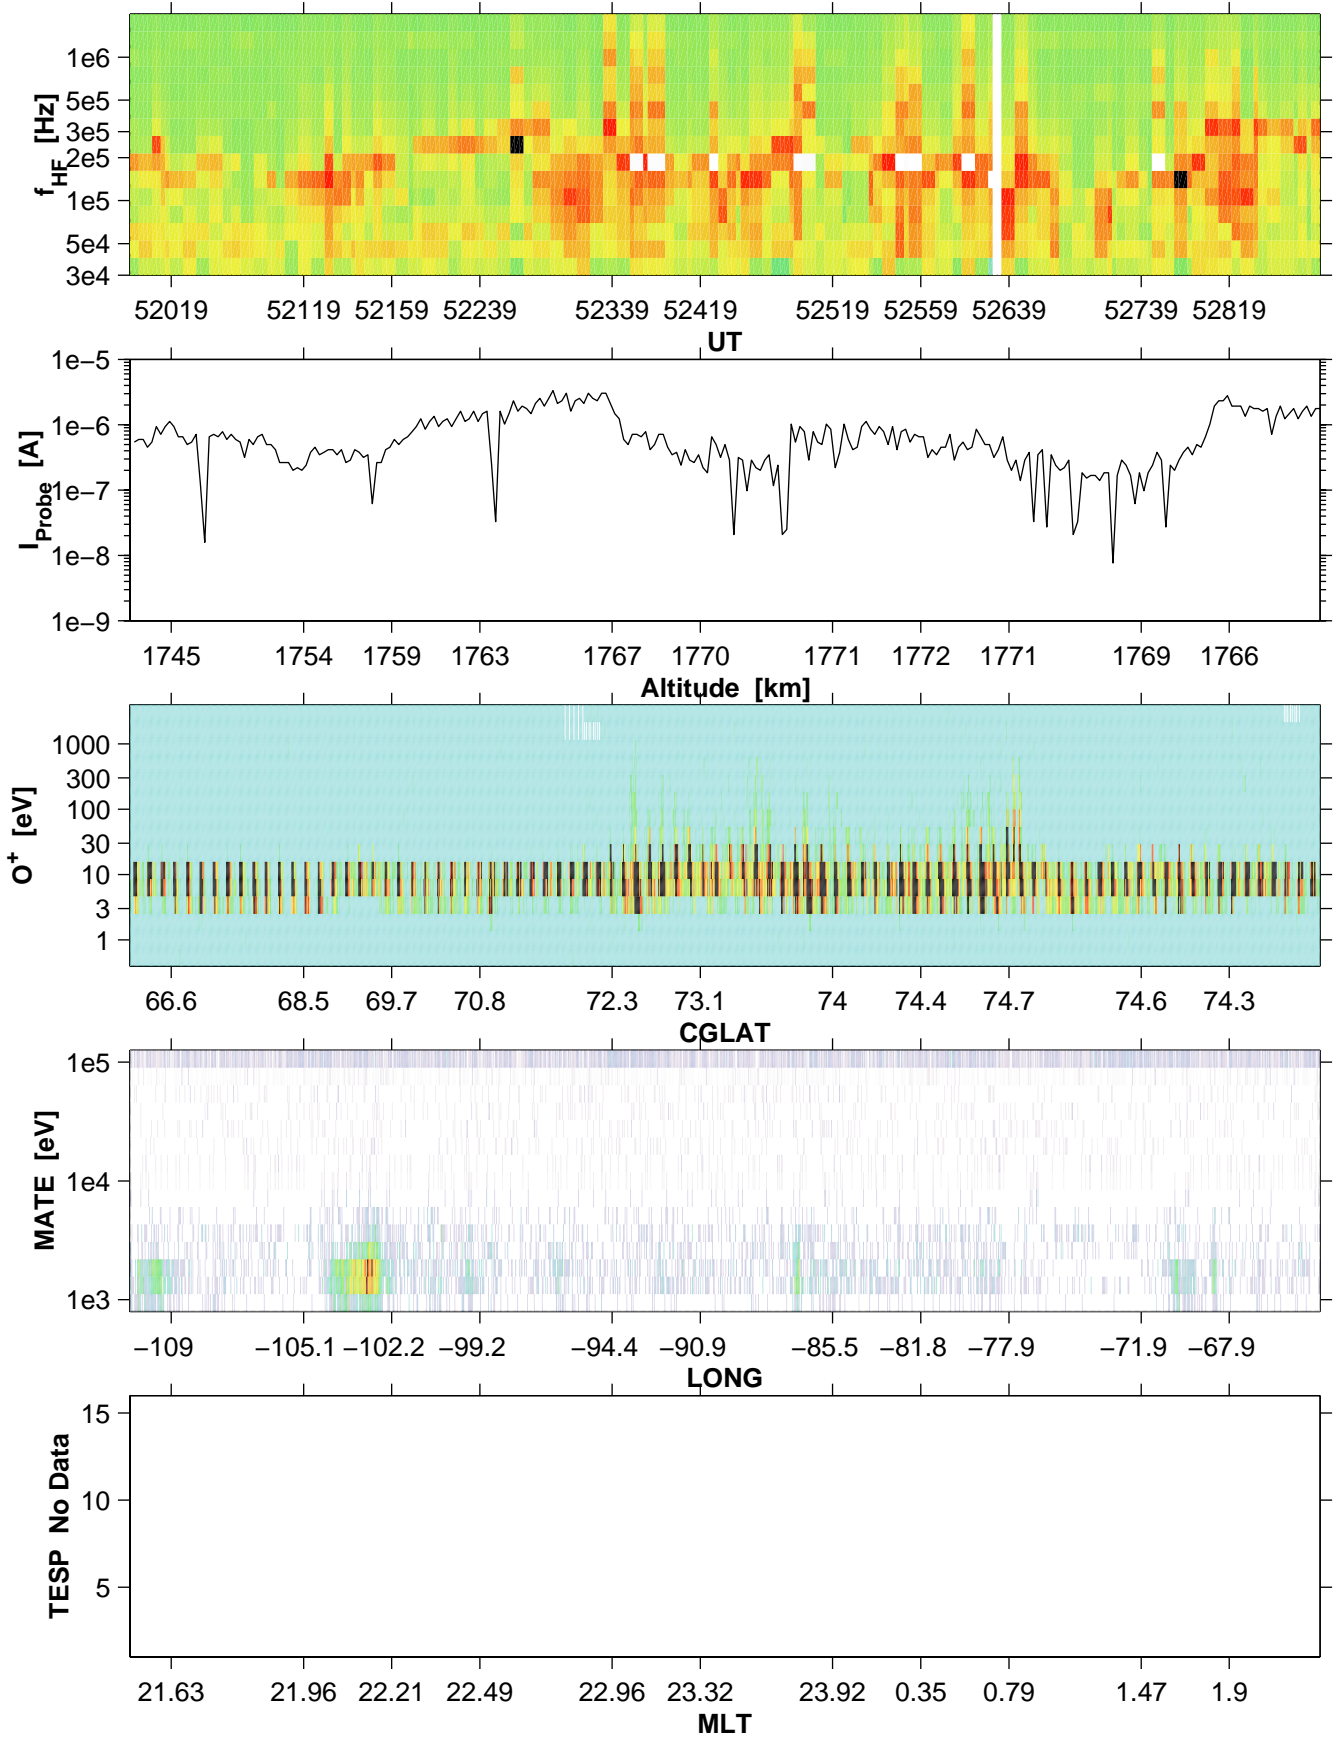 1e6
5e5
3e5
2e5
1e5
5e4
3e4
f_HF [Hz]
52019 52119 52159 52239 52339 52419 52519 52559 52639 52739 52819
UT
1e−5
1e−6
1e−7
1e−8
1e−9
I_Probe [A]
1745 1754 1759 1763 1767 1770 1771 1772 1771 1769 1766
Altitude [km]
1000
300
100
30
10
3
1
O⁺ [eV]
66.6 68.5 69.7 70.8 72.3 73.1 74 74.4 74.7 74.6 74.3
CGLAT
1e5
1e4
1e3
MATE [eV]
−109 −105.1 −102.2 −99.2 −94.4 −90.9 −85.5 −81.8 −77.9 −71.9 −67.9
LONG
15
10
5
TESP No Data
21.63 21.96 22.21 22.49 22.96 23.32 23.92 0.35 0.79 1.47 1.9
MLT